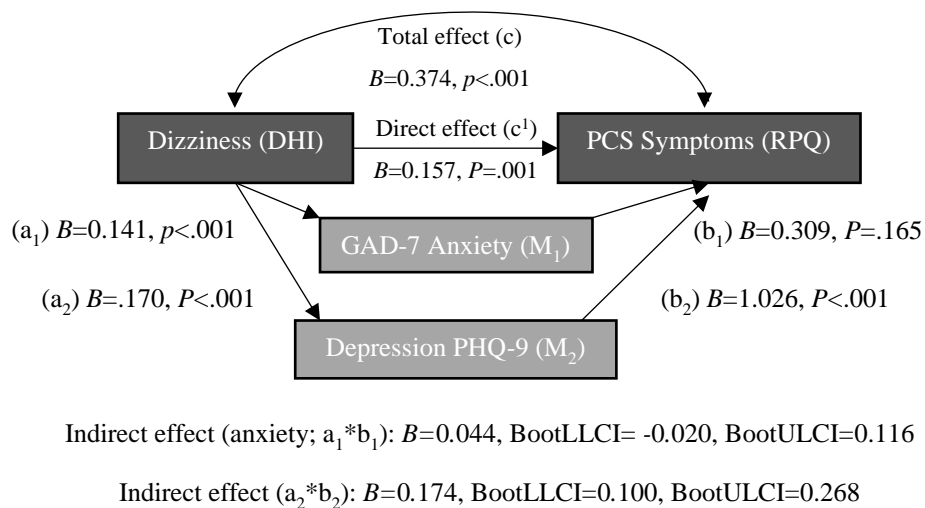 Total effect (c)
B=0.374, p<.001
Dizziness (DHI)
Direct effect (c¹)
B=0.157, P=.001
PCS Symptoms (RPQ)
(a₁) B=0.141, p<.001
GAD-7 Anxiety (M₁)
(b₁) B=0.309, P=.165
(a₂) B=.170, P<.001
(b₂) B=1.026, P<.001
Depression PHQ-9 (M₂)
Indirect effect (anxiety; a₁*b₁): B=0.044, BootLLCI= -0.020, BootULCI=0.116
Indirect effect (a₂*b₂): B=0.174, BootLLCI=0.100, BootULCI=0.268